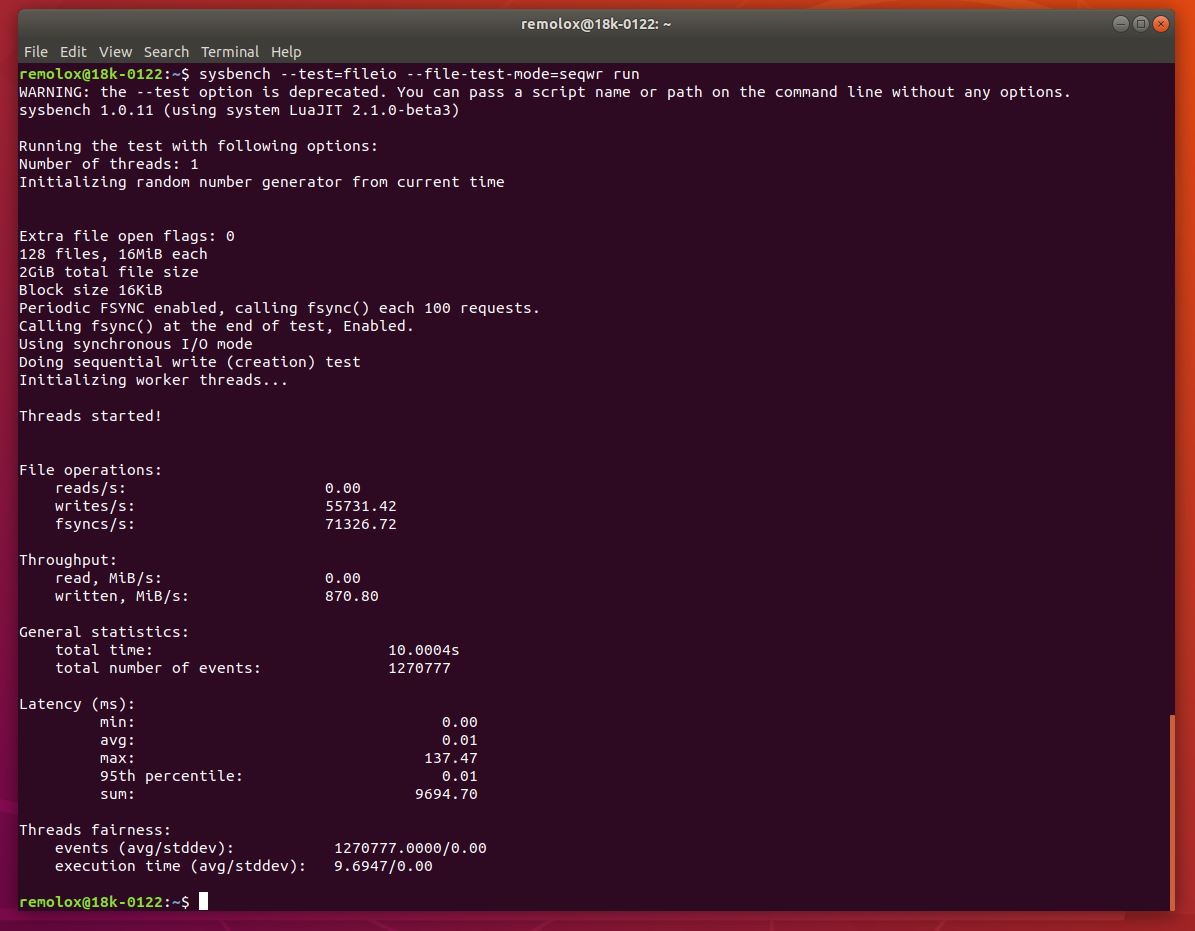 remolox@18k-0122: ~
File Edit View Search Terminal Help
remolox@18k-0122:~$ sysbench --test=fileio --file-test-mode=seqwr run
WARNING: the --test option is deprecated. You can pass a script name or path on the command line without any options.
sysbench 1.0.11 (using system LuaJIT 2.1.0-beta3)
Running the test with following options:
Number of threads: 1
Initializing random number generator from current time
Extra file open flags: 0
128 files, 16MiB each
2GiB total file size
Block size 16KiB
Periodic FSYNC enabled, calling fsync() each 100 requests.
Calling fsync() at the end of test, Enabled.
Using synchronous I/O mode
Doing sequential write (creation) test
Initializing worker threads...
Threads started!
File operations:
reads/s: 0.00
writes/s: 55731.42
fsyncs/s: 71326.72
Throughput:
read, MiB/s: 0.00
written, MiB/s: 870.80
General statistics:
total time: 10.0004s
total number of events: 1270777
Latency (ms):
min: 0.00
avg: 0.01
max: 137.47
95th percentile: 0.01
sum: 9694.70
Threads fairness:
events (avg/stddev): 1270777.0000/0.00
execution time (avg/stddev): 9.6947/0.00
remolox@18k-0122:~$